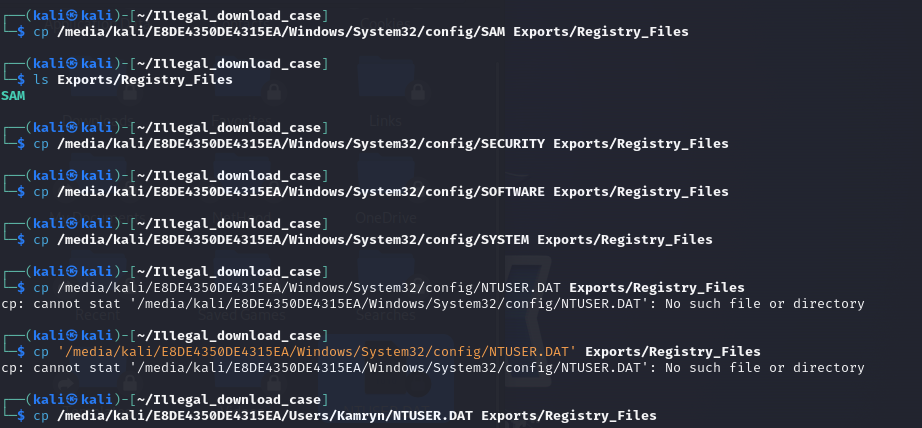 ┌──(kali㉿kali)-[~/Illegal_download_case]
└─$ cp /media/kali/E8DE4350DE4315EA/Windows/System32/config/SAM Exports/Registry_Files
┌──(kali㉿kali)-[~/Illegal_download_case]
└─$ ls Exports/Registry_Files
SAM
┌──(kali㉿kali)-[~/Illegal_download_case]
└─$ cp /media/kali/E8DE4350DE4315EA/Windows/System32/config/SECURITY Exports/Registry_Files
┌──(kali㉿kali)-[~/Illegal_download_case]
└─$ cp /media/kali/E8DE4350DE4315EA/Windows/System32/config/SOFTWARE Exports/Registry_Files
┌──(kali㉿kali)-[~/Illegal_download_case]
└─$ cp /media/kali/E8DE4350DE4315EA/Windows/System32/config/SYSTEM Exports/Registry_Files
┌──(kali㉿kali)-[~/Illegal_download_case]
└─$ cp /media/kali/E8DE4350DE4315EA/Windows/System32/config/NTUSER.DAT Exports/Registry_Files
cp: cannot stat '/media/kali/E8DE4350DE4315EA/Windows/System32/config/NTUSER.DAT': No such file or directory
┌──(kali㉿kali)-[~/Illegal_download_case]
└─$ cp '/media/kali/E8DE4350DE4315EA/Windows/System32/config/NTUSER.DAT' Exports/Registry_Files
cp: cannot stat '/media/kali/E8DE4350DE4315EA/Windows/System32/config/NTUSER.DAT': No such file or directory
┌──(kali㉿kali)-[~/Illegal_download_case]
└─$ cp /media/kali/E8DE4350DE4315EA/Users/Kamryn/NTUSER.DAT Exports/Registry_Files
Links
OneDrive
Recent
Saved Games
Searches